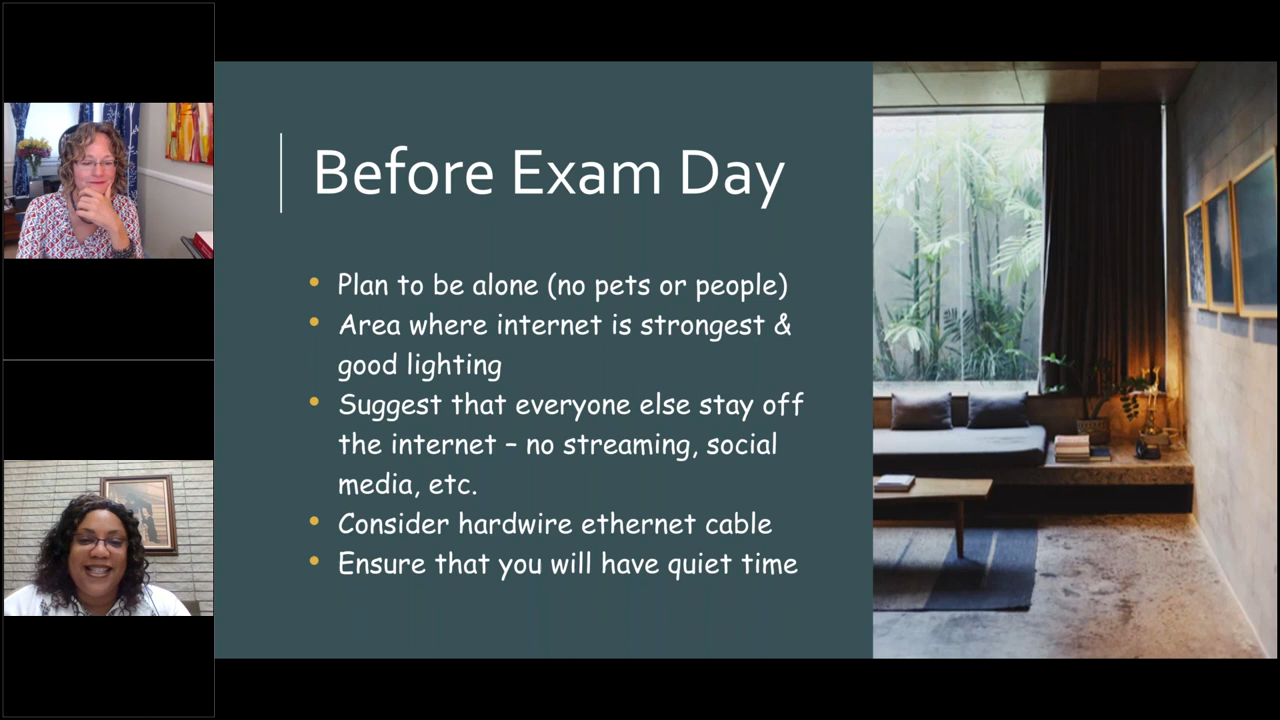 Before Exam Day
• Plan to be alone (no pets or people)
• Area where internet is strongest &
good lighting
• Suggest that everyone else stay off
the internet – no streaming, social
media, etc.
• Consider hardwire ethernet cable
• Ensure that you will have quiet time